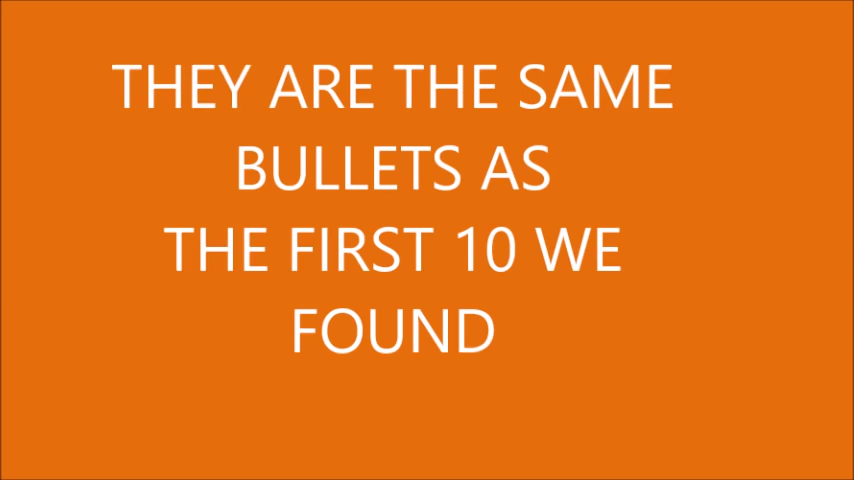 THEY ARE THE SAME
BULLETS AS
THE FIRST 10 WE
FOUND